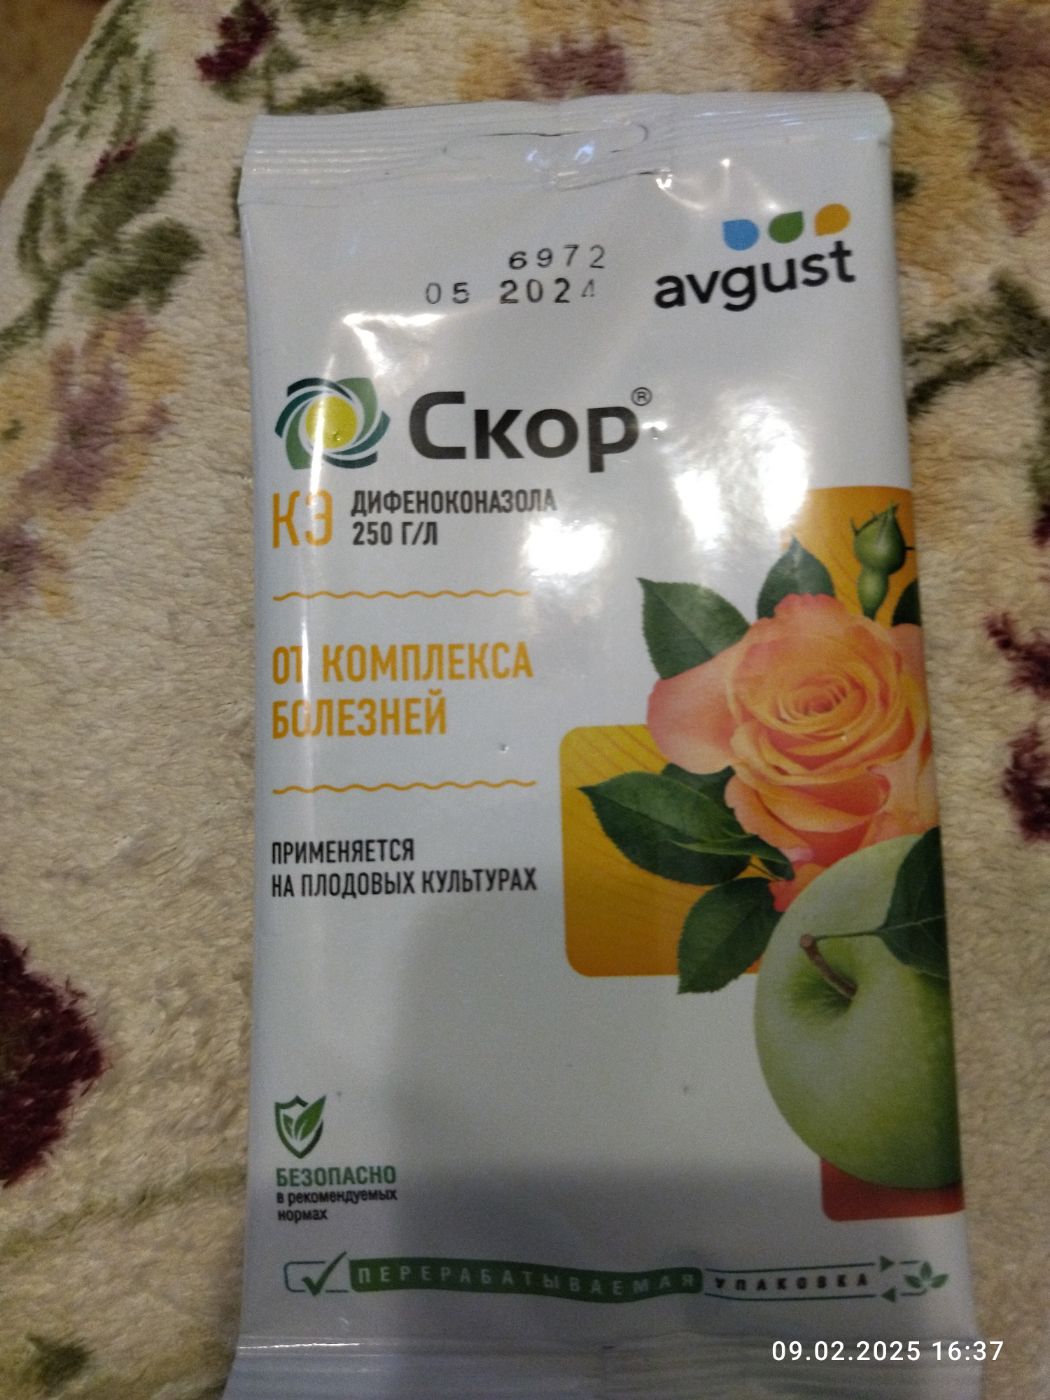 6972
05 2024
avgust
Скор®
КЭ ДИФЕНОКОНАЗОЛА
250 Г/Л
ОТ КОМПЛЕКСА
БОЛЕЗНЕЙ
ПРИМЕНЯЕТСЯ
НА ПЛОДОВЫХ КУЛЬТУРАХ
БЕЗОПАСНО
в рекомендуемых
нормах
ПЕРЕРАБАТЫВАЕМАЯ УПАКОВКА
09.02.2025 16:37